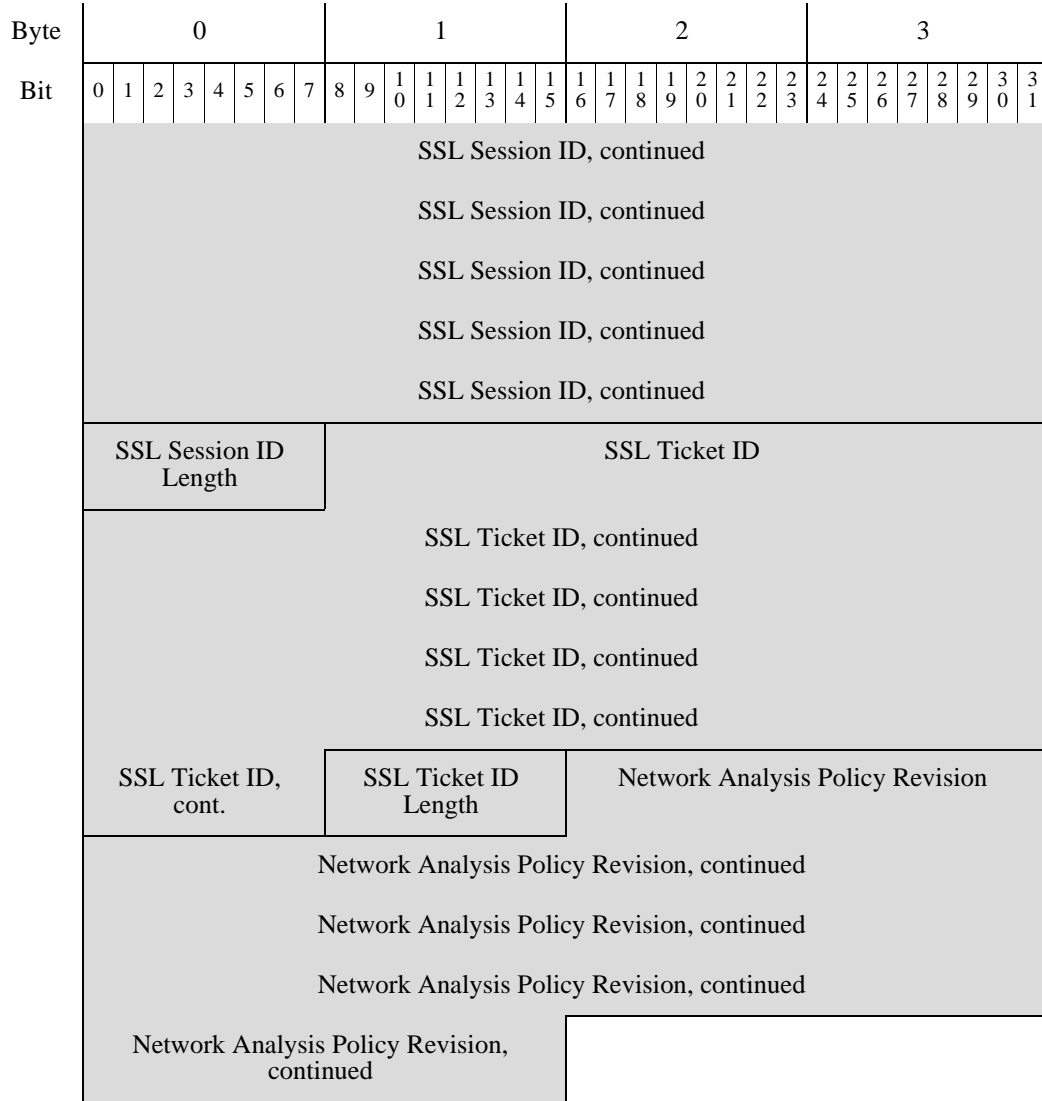 Byte 0 1 2 3
Bit 0 1 2 3 4 5 6 7 8 9 10 11 12 13 14 15 16 17 18 19 20 21 22 23 24 25 26 27 28 29 30 31
SSL Session ID, continued
SSL Session ID, continued
SSL Session ID, continued
SSL Session ID, continued
SSL Session ID, continued
SSL Session ID
Length
SSL Ticket ID
SSL Ticket ID, continued
SSL Ticket ID, continued
SSL Ticket ID, continued
SSL Ticket ID, continued
SSL Ticket ID,
cont.
SSL Ticket ID
Length
Network Analysis Policy Revision
Network Analysis Policy Revision, continued
Network Analysis Policy Revision, continued
Network Analysis Policy Revision, continued
Network Analysis Policy Revision,
continued